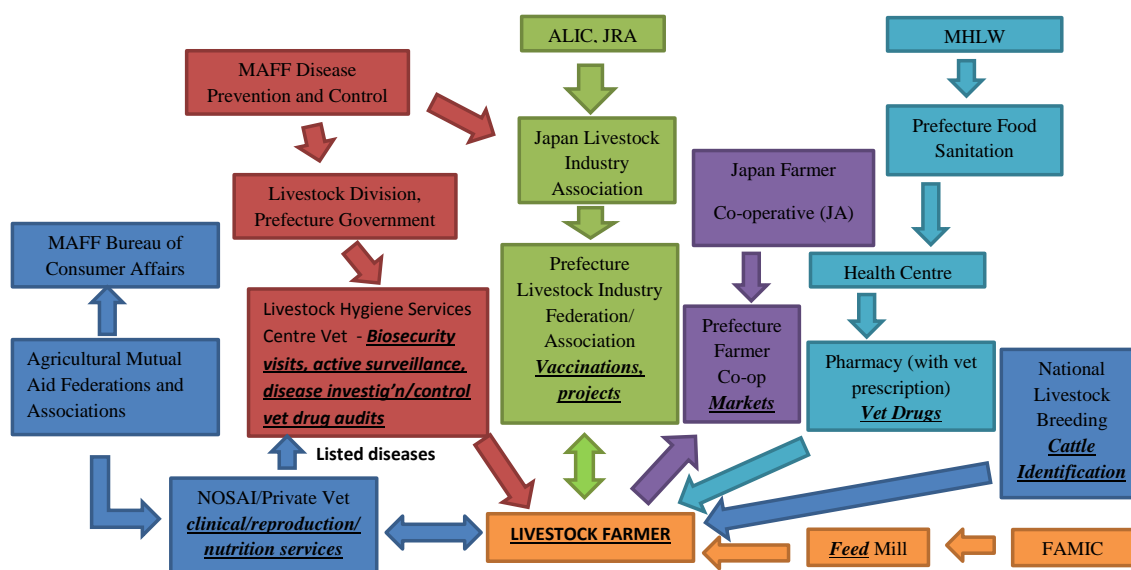 ALIC, JRA
MHLW
MAFF Disease
Prevention and Control
Japan Livestock
Industry
Association
Prefecture Food
Sanitation
Japan Farmer
Co-operative (JA)
Livestock Division,
Prefecture Government
MAFF Bureau of
Consumer Affairs
Prefecture
Livestock Industry
Federation/
Association
Vaccinations,
projects
Health Centre
Livestock Hygiene Services
Centre Vet - Biosecurity
visits, active surveillance,
disease investig'n/control
vet drug audits
Prefecture
Farmer
Co-op
Markets
Agricultural Mutual
Aid Federations and
Associations
Pharmacy (with vet
prescription)
Vet Drugs
National
Livestock
Breeding
Cattle
Identification
Listed diseases
NOSAI/Private Vet
clinical/reproduction/
nutrition services
LIVESTOCK FARMER
Feed Mill
FAMIC